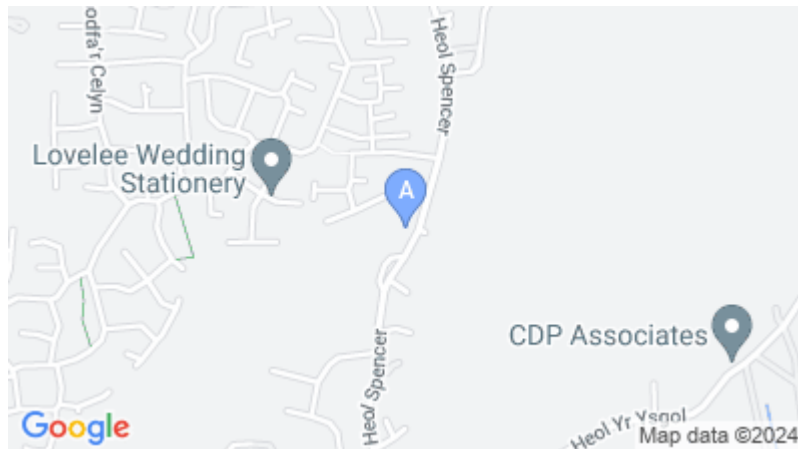 odfa'r Celyn
Heol Spencer
Lovelee Wedding
Stationery
A
CDP Associates
Heol Spencer
Heol Yr Ysgol
Google
Map data ©2024